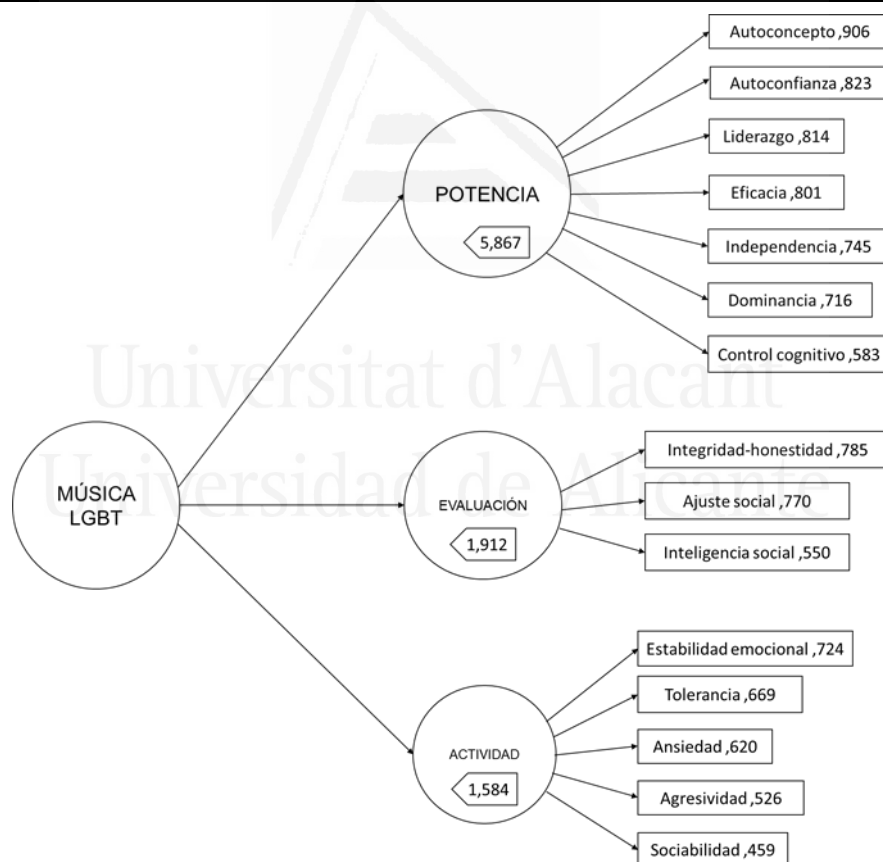 MÚSICA
LGBT
POTENCIA
5,867
Autoconcepto ,906
Autoconfianza ,823
Liderazgo ,814
Eficacia ,801
Independencia ,745
Dominancia ,716
Control cognitivo ,583
EVALUACIÓN
1,912
Integridad-honestidad ,785
Ajuste social ,770
Inteligencia social ,550
ACTIVIDAD
1,584
Estabilidad emocional ,724
Tolerancia ,669
Ansiedad ,620
Agresividad ,526
Sociabilidad ,459
Universitat d'Alacant
Universidad de Alicante